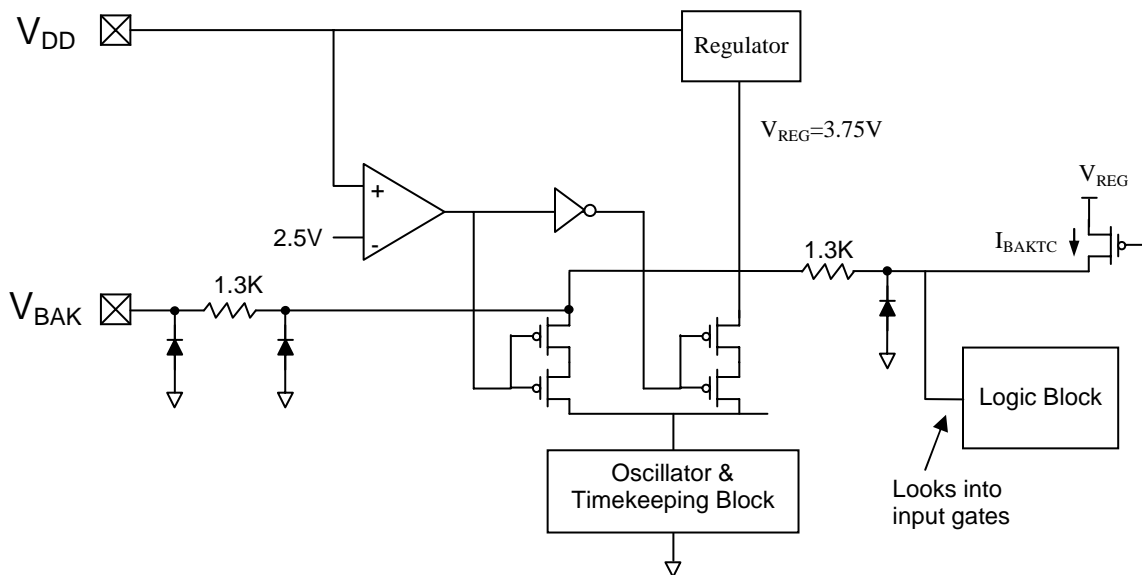 V_DD
Regulator
V_REG=3.75V
V_REG
+
2.5V
-
I_BAKTC
1.3K
1.3K
V_BAK
Logic Block
Oscillator &
Timekeeping Block
Looks into
input gates